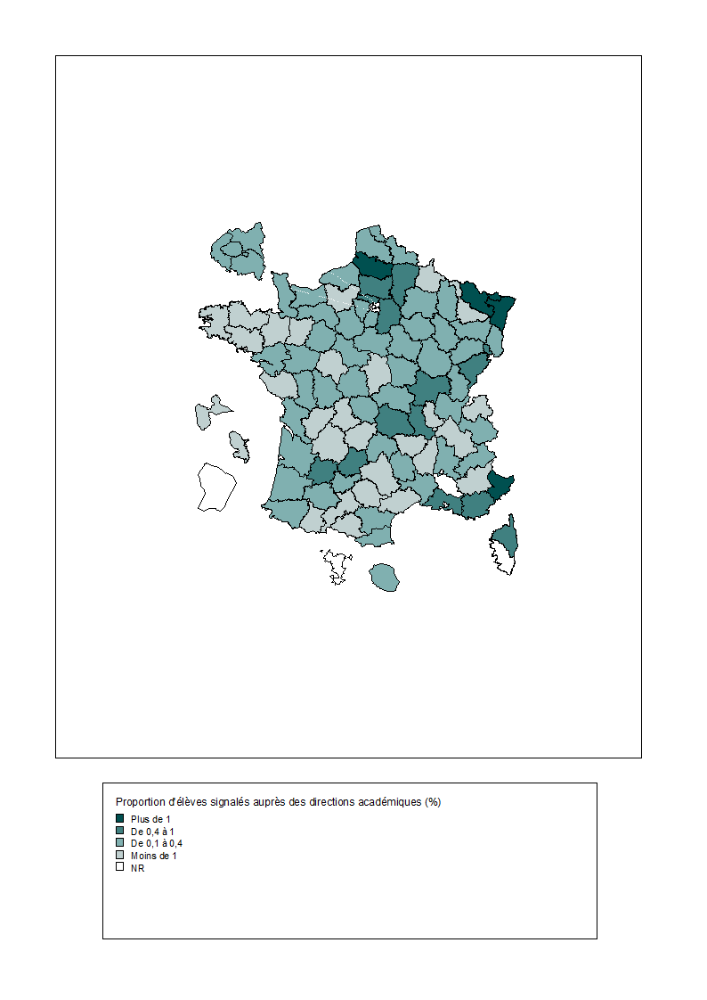 Proportion d'élèves signalés auprès des directions académiques (%)
Plus de 1
De 0,4 à 1
De 0,1 à 0,4
Moins de 1
NR